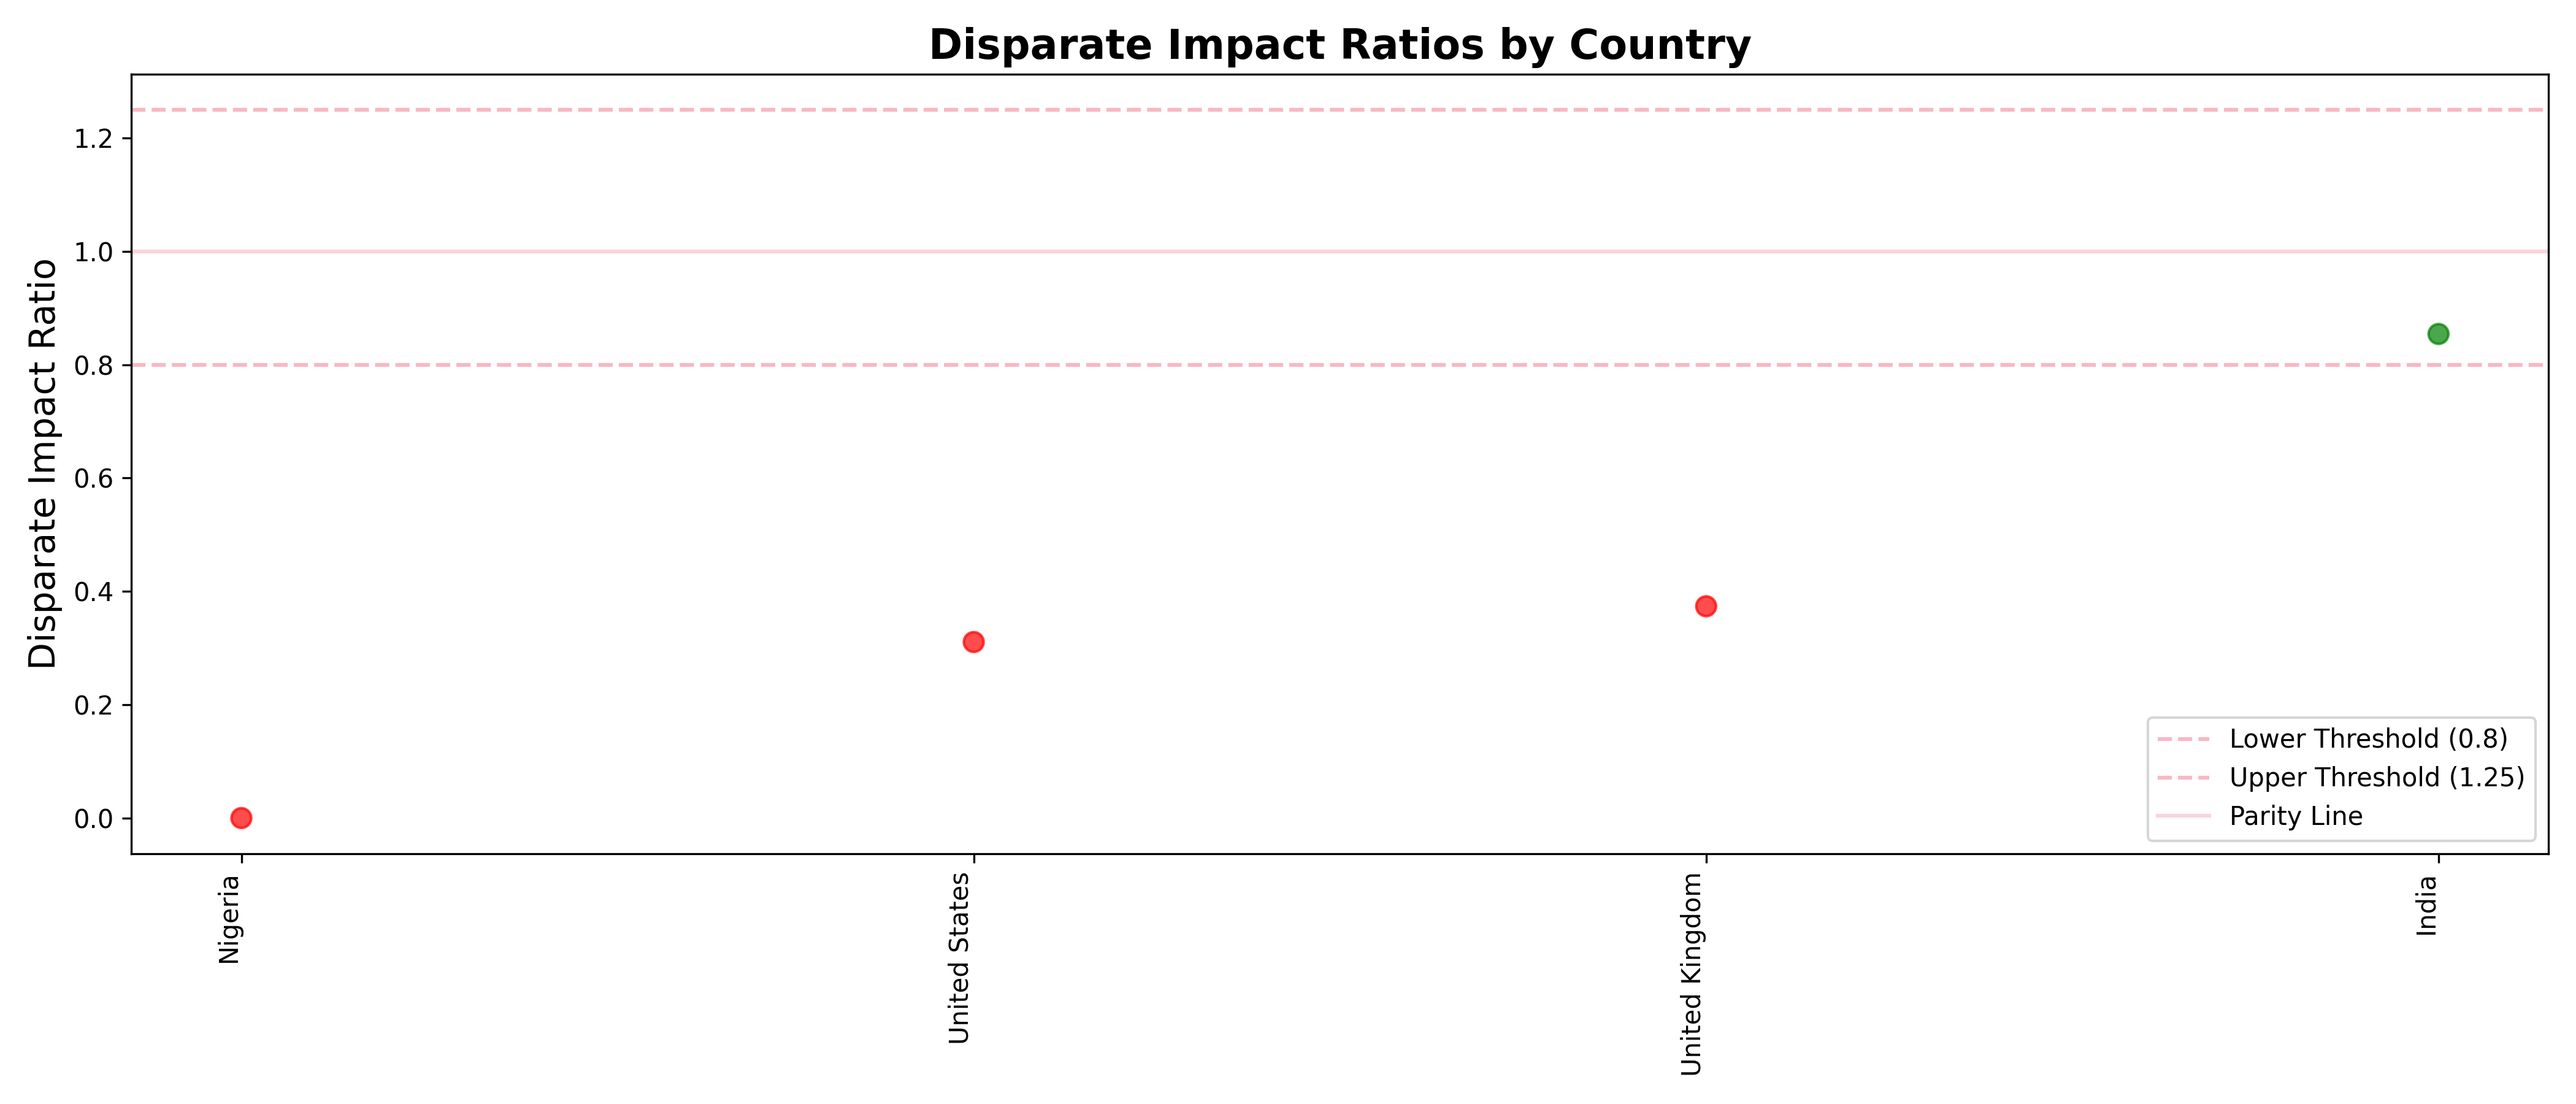 Disparate Impact Ratios by Country
Disparate Impact Ratio
1.2
1.0
0.8
0.6
0.4
0.2
0.0
Lower Threshold (0.8)
Upper Threshold (1.25)
Parity Line
Nigeria
United States
United Kingdom
India